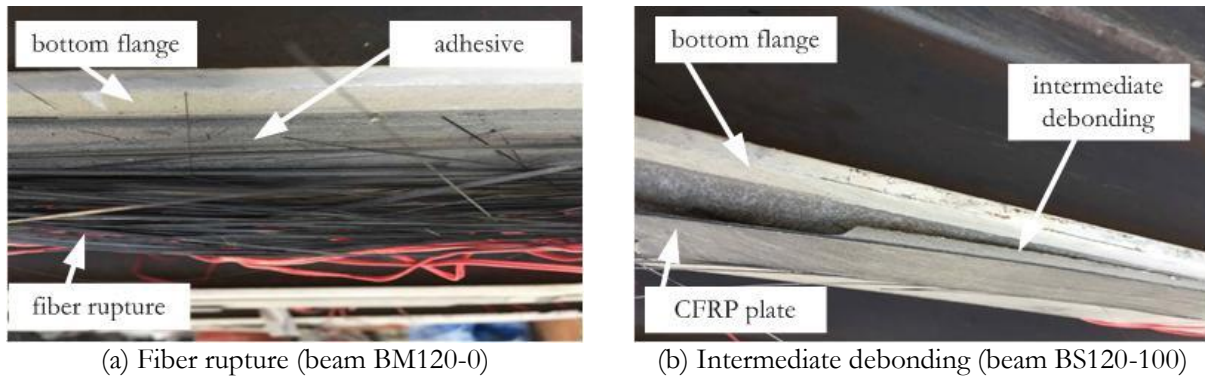 bottom flange
adhesive
fiber rupture
bottom flange
intermediate
debonding
CFRP plate
(a) Fiber rupture (beam BM120-0)
(b) Intermediate debonding (beam BS120-100)